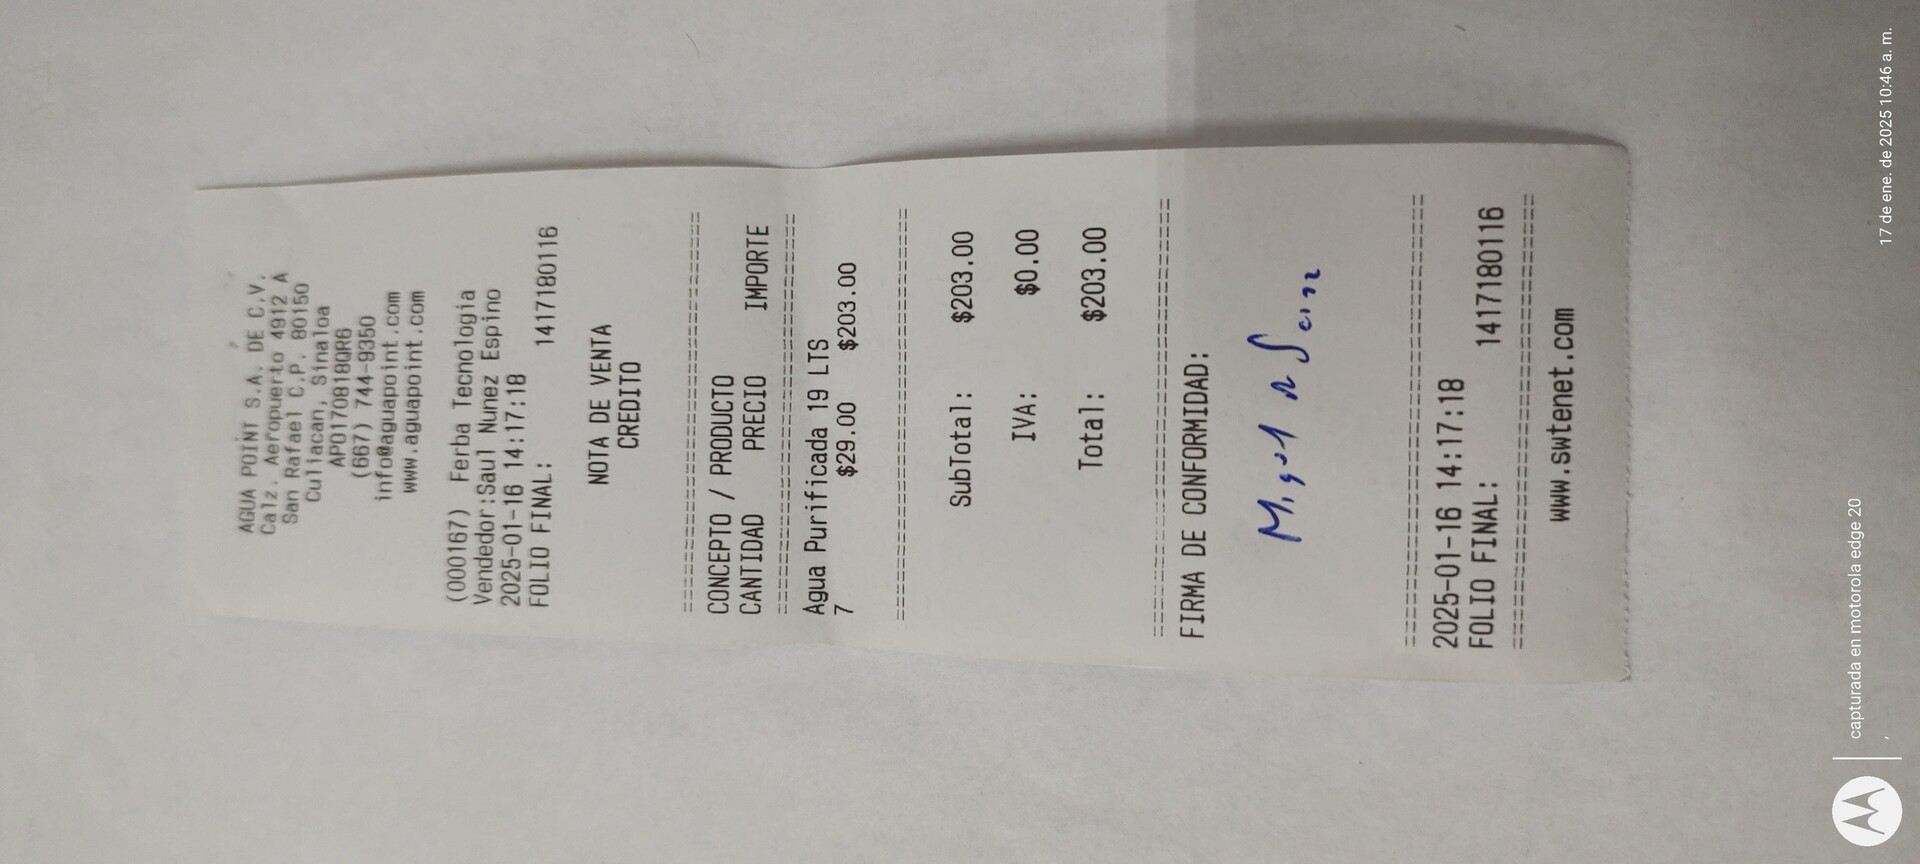 AGUA POINT S.A. DE C.V.
Calz. Aeropuerto 4912 A
San Rafael C.P. 80150
Culiacan, Sinaloa
APO170818QR6
(667) 744-9350
info@aguapoint.com
www.aguapoint.com
(000167) Ferba Tecnologia
Vendedor:Saul Nunez Espino
2025-01-16 14:17:18
FOLIO FINAL: 1417180116
NOTA DE VENTA
CREDITO
==============================
CONCEPTO / PRODUCTO
CANTIDAD PRECIO IMPORTE
==============================
Agua Purificada 19 LTS
7 $29.00 $203.00
==============================
SubTotal: $203.00
IVA: $0.00
Total: $203.00
==============================
FIRMA DE CONFORMIDAD:
==============================
2025-01-16 14:17:18
FOLIO FINAL: 1417180116
==============================
www.swtenet.com
capturada en motorola edge 20
17 de ene. de 2025 10:46 a. m.